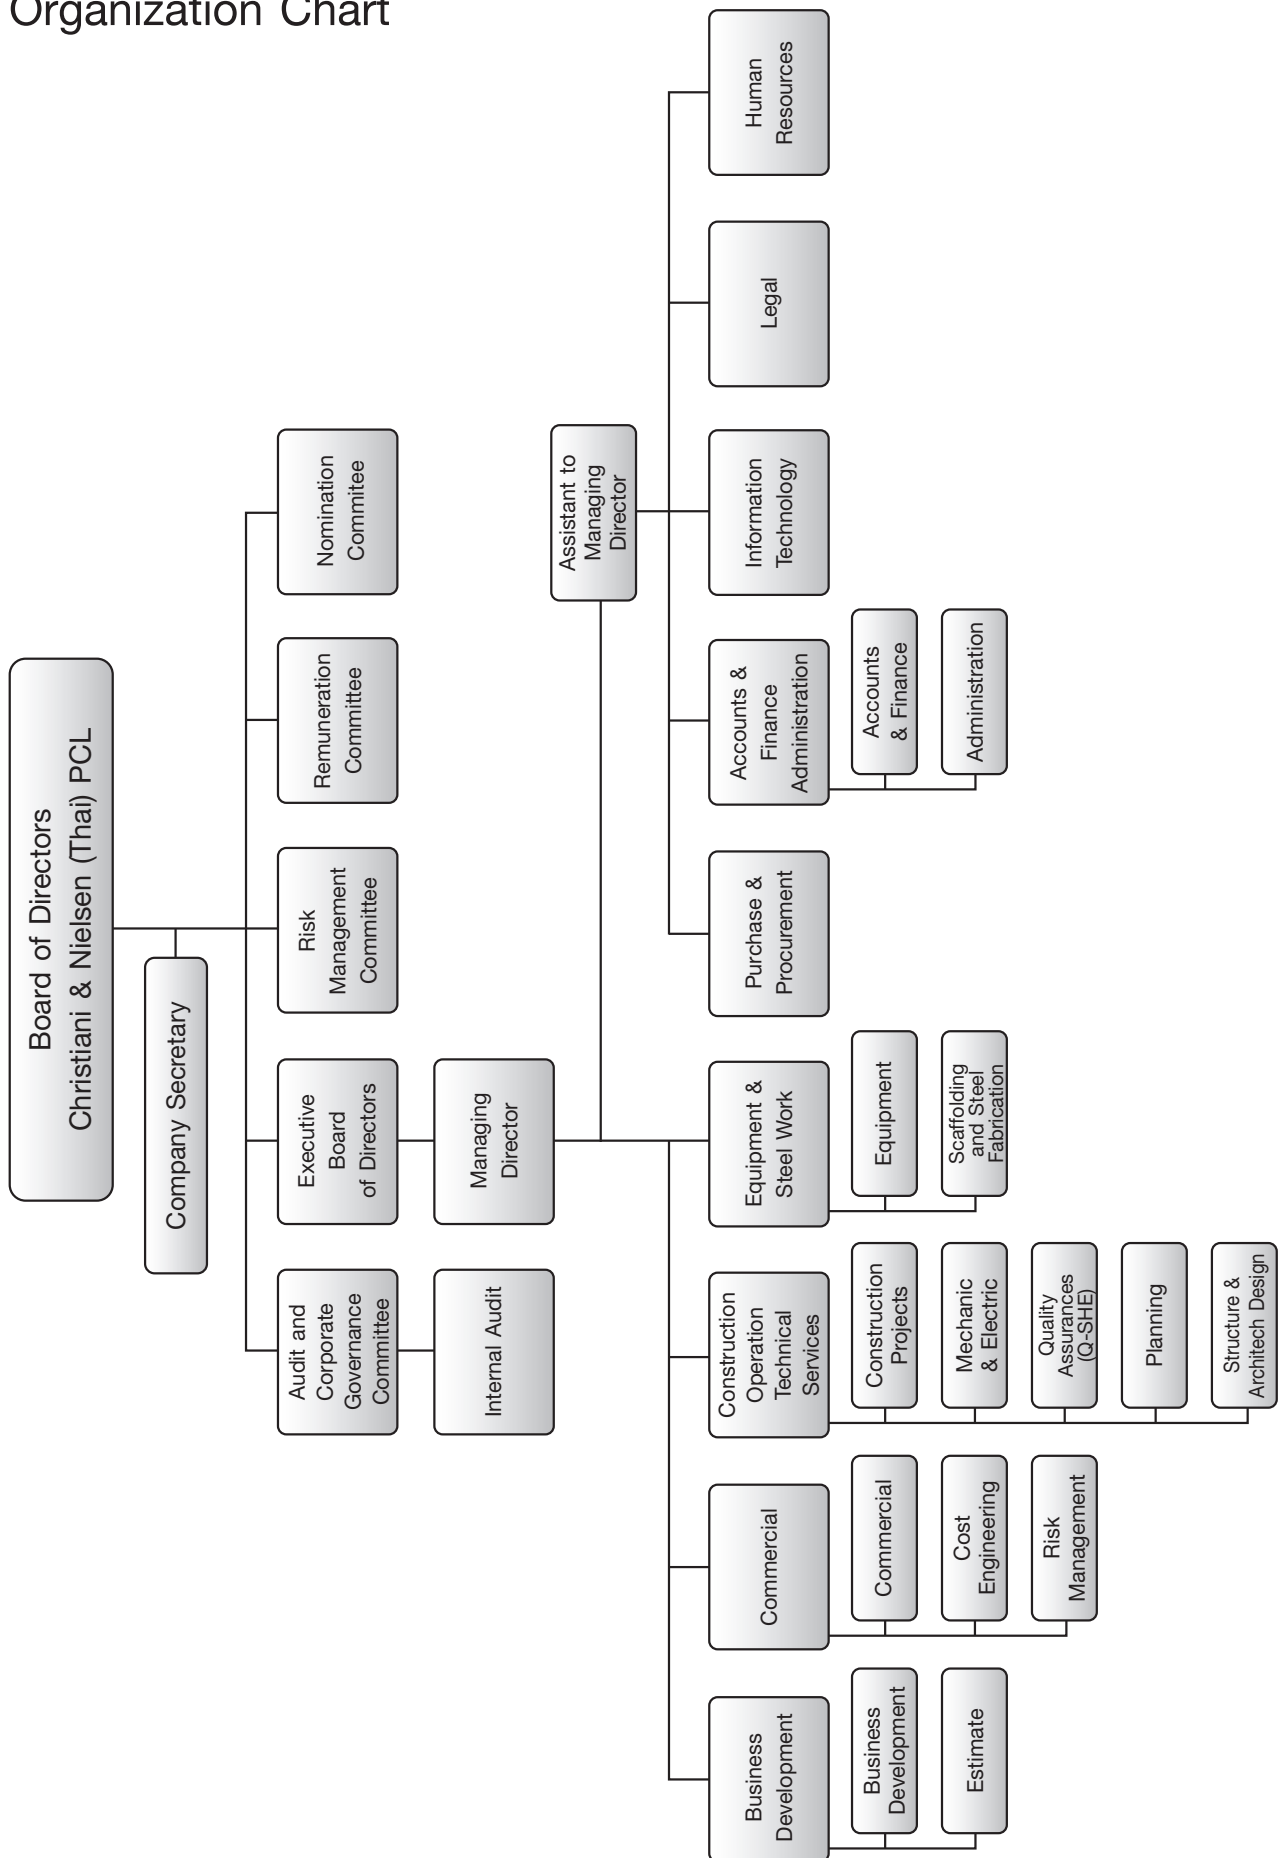 Organization Chart
Board of Directors
Christiani & Nielsen (Thai) PCL
Company Secretary
Audit and
Corporate
Governance
Committee
Executive
Board
of Directors
Risk
Management
Committee
Remuneration
Committee
Nomination
Commitee
Internal Audit
Managing
Director
Assistant to
Managing
Director
Business
Development
Commercial
Construction
Operation
Technical
Services
Equipment &
Steel Work
Purchase &
Procurement
Accounts &
Finance
Administration
Information
Technology
Legal
Human
Resources
Business
Development
Estimate
Commercial
Cost
Engineering
Risk
Management
Construction
Projects
Mechanic
& Electric
Quality
Assurances
(Q-SHE)
Planning
Structure &
Architech Design
Equipment
Scaffolding
and Steel
Fabrication
Accounts
& Finance
Administration